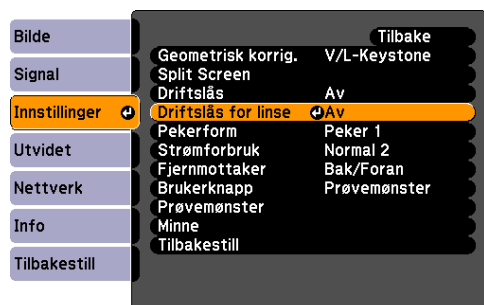 Bilde
Signal
Innstillinger
Utvidet
Nettverk
Info
Tilbakestill
Tilbake
Geometrisk korrig. V/L-Keystone
Split Screen
Driftslås Av
Driftslås for linse Av
Pekerform Peker 1
Strømforbruk Normal 2
Fjernmottaker Bak/Foran
Brukerknapp Prøvemønster
Prøvemønster
Minne
Tilbakestill